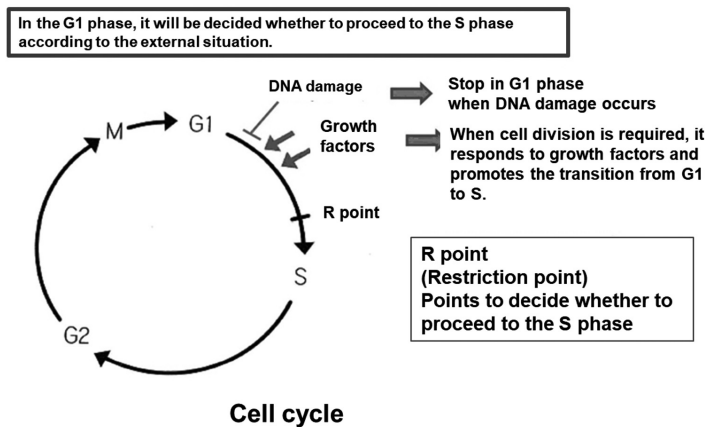 In the G1 phase, it will be decided whether to proceed to the S phase
according to the external situation.
DNA damage
Stop in G1 phase
when DNA damage occurs
M
G1
Growth
factors
When cell division is required, it
responds to growth factors and
promotes the transition from G1
to S.
R point
R point
(Restriction point)
Points to decide whether to
proceed to the S phase
S
G2
Cell cycle